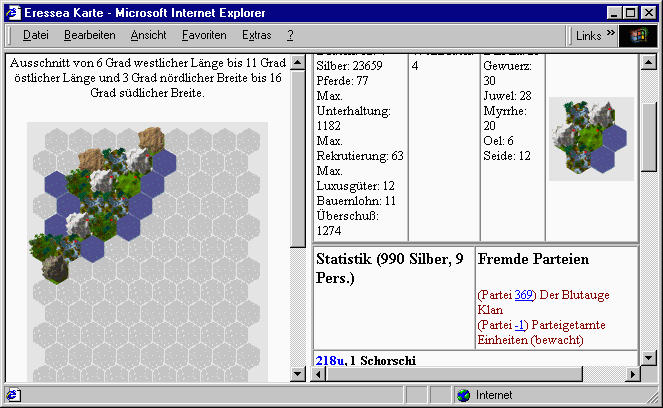 Eressea Karte - Microsoft Internet Explorer
Datei Bearbeiten Ansicht Favoriten Extras ? Links »
Ausschnitt von 6 Grad westlicher Länge bis 11 Grad
östlicher Länge und 3 Grad nördlicher Breite bis 16
Grad südlicher Breite.
Silber: 23659
Pferde: 77
Max.
Unterhaltung:
1182
Max.
Rekrutierung: 63
Max.
Luxusgüter: 12
Bauernlohn: 11
Überschuß:
1274
4
Gewuerz:
30
Juwel: 28
Myrrhe:
20
Oel: 6
Seide: 12
Statistik (990 Silber, 9
Pers.)
Fremde Parteien
(Partei 369) Der Blutauge
Klan
(Partei -1) Parteigetarnte
Einheiten (bewacht)
218u, 1 Schorschi
Internet